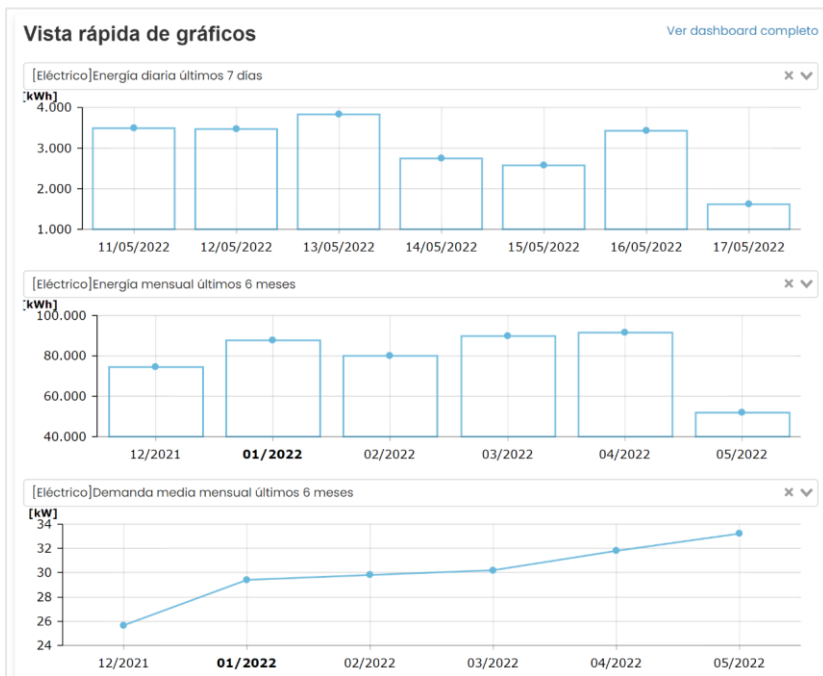 Vista rápida de gráficos
Ver dashboard completo
[Eléctrico]Energía diaria últimos 7 días
[kWh]
4.000
3.000
2.000
1.000
11/05/2022 12/05/2022 13/05/2022 14/05/2022 15/05/2022 16/05/2022 17/05/2022
[Eléctrico]Energía mensual últimos 6 meses
[kWh]
100.000
80.000
60.000
40.000
12/2021 01/2022 02/2022 03/2022 04/2022 05/2022
[Eléctrico]Demanda media mensual últimos 6 meses
[kW]
34
32
30
28
26
24
12/2021 01/2022 02/2022 03/2022 04/2022 05/2022